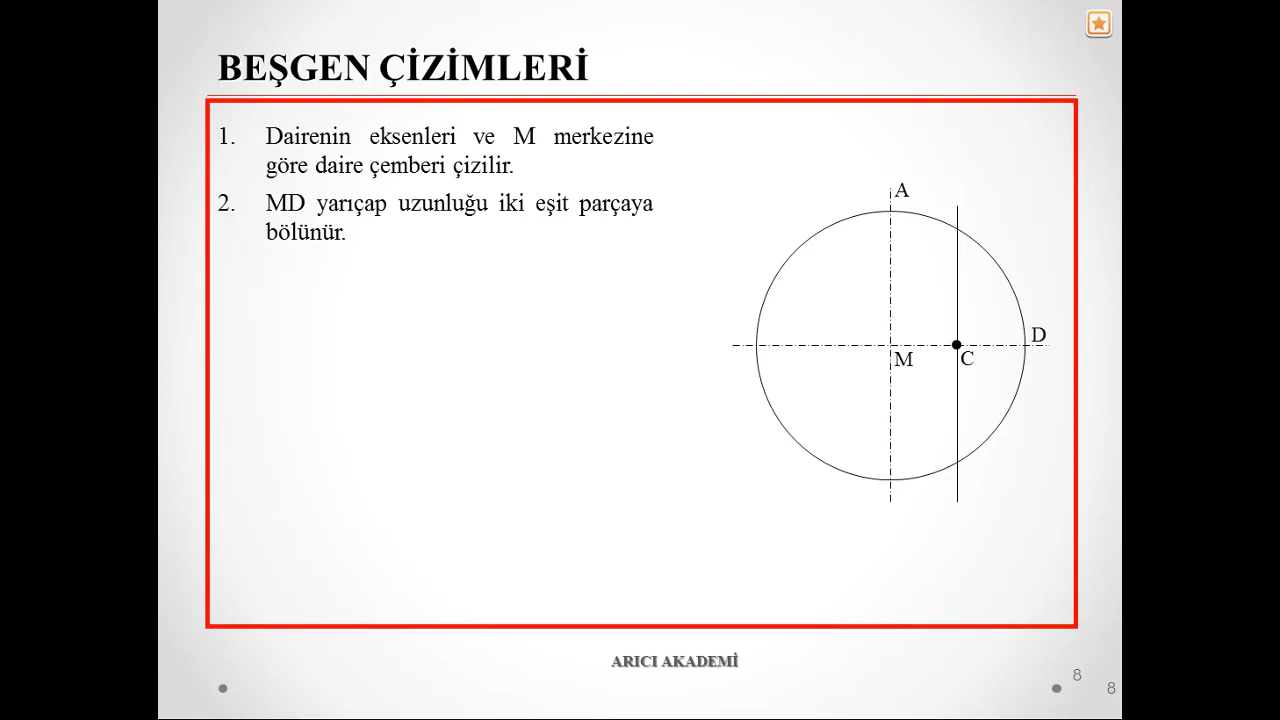 BEŞGEN ÇİZİMLERİ
1. Dairenin eksenleri ve M merkezine
göre daire çemberi çizilir.
2. MD yarıçap uzunluğu iki eşit parçaya
bölünür.
A
D
M
C
ARICI AKADEMİ
8
8